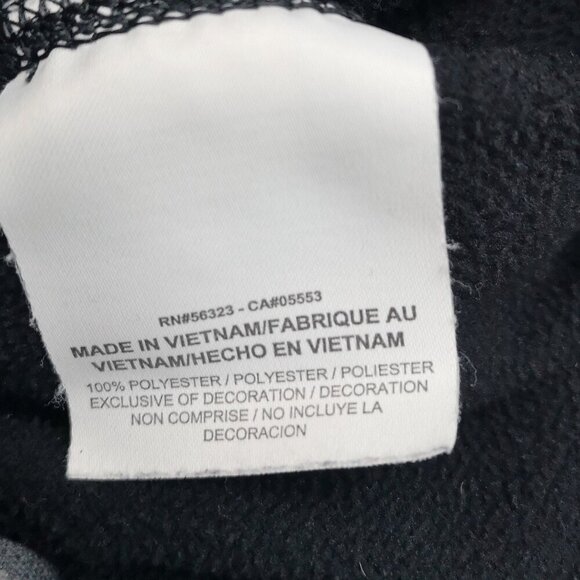 RN#56323 - CA#05553
MADE IN VIETNAM/FABRIQUE AU
VIETNAM/HECHO EN VIETNAM
100% POLYESTER / POLYESTER / POLIESTER
EXCLUSIVE OF DECORATION / DECORATION
NON COMPRISE / NO INCLUYE LA
DECORACION